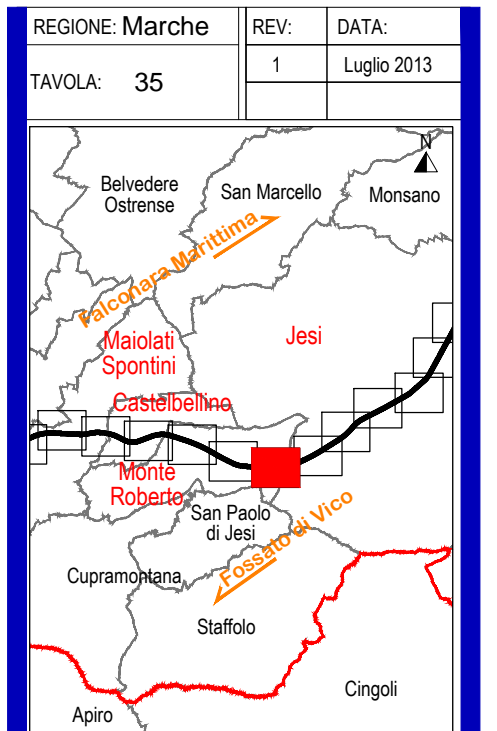 REGIONE: Marche
REV:
DATA:
TAVOLA: 35
1
Luglio 2013
N
Belvedere
Ostrense
San Marcello
Monsano
Falconara Marittima
Maiolati
Spontini
Jesi
Castelbellino
Monte
Roberto
San Paolo
di Jesi
Fossato di Vico
Cupramontana
Staffolo
Cingoli
Apiro